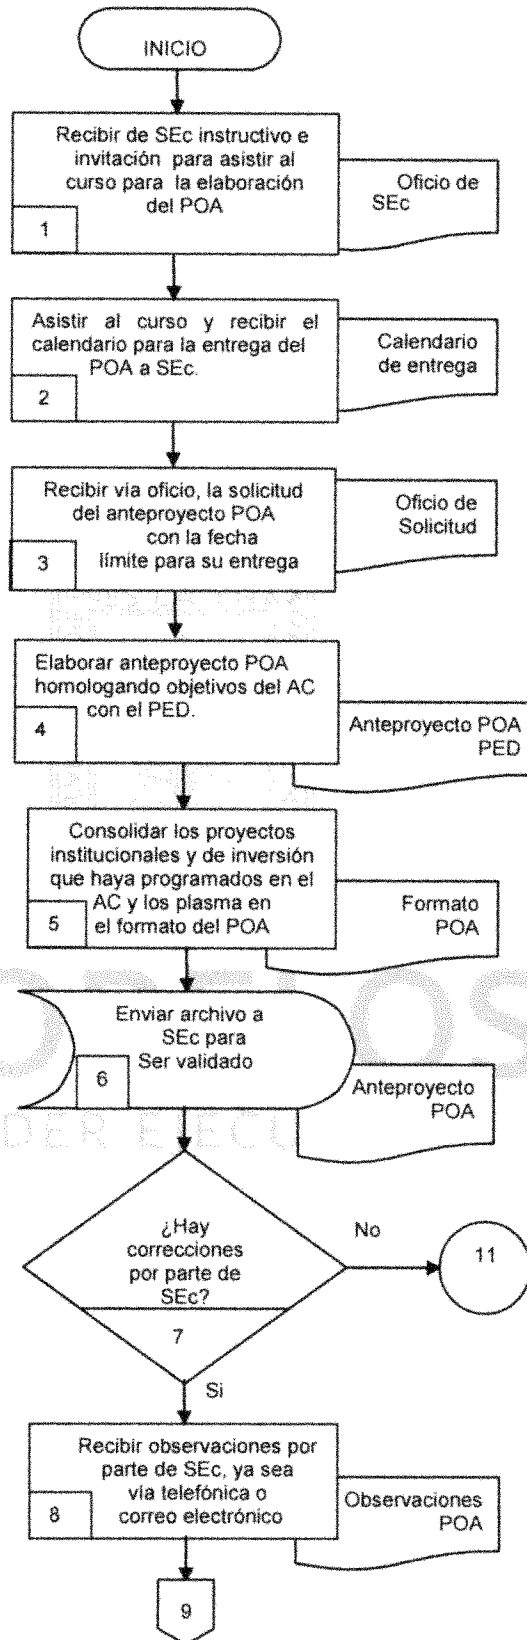 INICIO
Recibir de SEc instructivo e
invitación para asistir al
curso para la elaboración
del POA
1
Oficio de
SEc
Asistir al curso y recibir el
calendario para la entrega del
POA a SEc.
2
Calendario
de entrega
Recibir vía oficio, la solicitud
del anteproyecto POA
con la fecha
límite para su entrega
3
Oficio de
Solicitud
Elaborar anteproyecto POA
homologando objetivos del AC
con el PED.
4
Anteproyecto POA
PED
Consolidar los proyectos
institucionales y de inversión
que haya programados en el
AC y los plasma en
el formato del POA
5
Formato
POA
Enviar archivo a
SEc para
Ser validado
6
Anteproyecto
POA
¿Hay
correcciones
por parte de
SEc?
7
No
11
Si
Recibir observaciones por
parte de SEc, ya sea
vía telefónica o
correo electrónico
8
Observaciones
POA
9